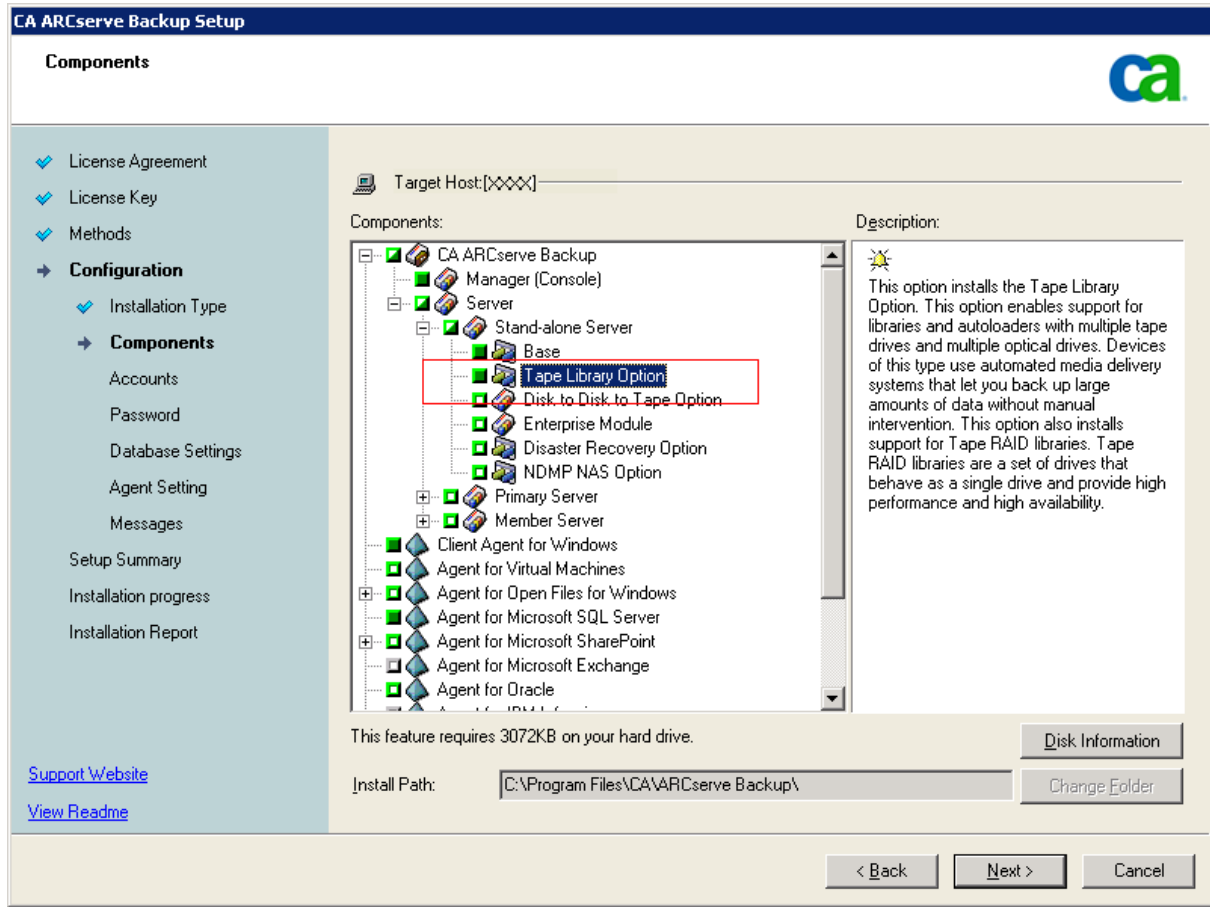 CA ARCserve Backup Setup
Components
ca
License Agreement
License Key
Methods
Configuration
Installation Type
Components
Accounts
Password
Database Settings
Agent Setting
Messages
Setup Summary
Installation progress
Installation Report
Support Website
View Readme
Target Host:[XXXX]
Components:
CA ARCserve Backup
Manager (Console)
Server
Stand-alone Server
Base
Tape Library Option
Disk to Disk to Tape Option
Enterprise Module
Disaster Recovery Option
NDMP NAS Option
Primary Server
Member Server
Client Agent for Windows
Agent for Virtual Machines
Agent for Open Files for Windows
Agent for Microsoft SQL Server
Agent for Microsoft SharePoint
Agent for Microsoft Exchange
Agent for Oracle
Description:
This option installs the Tape Library
Option. This option enables support for
libraries and autoloaders with multiple tape
drives and multiple optical drives. Devices
of this type use automated media delivery
systems that let you back up large
amounts of data without manual
intervention. This option also installs
support for Tape RAID libraries. Tape
RAID libraries are a set of drives that
behave as a single drive and provide high
performance and high availability.
This feature requires 3072KB on your hard drive.
Disk Information
Install Path:
C:\Program Files\CA\ARCserve Backup\
Change Folder
< Back
Next >
Cancel